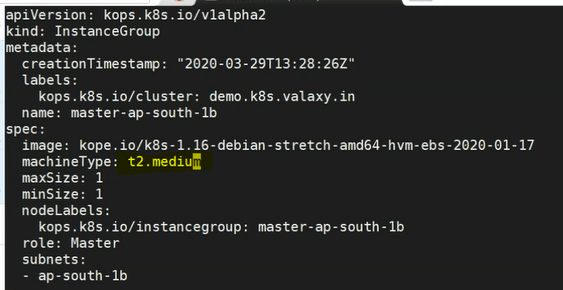 apiVersion: kops.k8s.io/v1alpha2
kind: InstanceGroup
metadata:
  creationTimestamp: "2020-03-29T13:28:26Z"
  labels:
    kops.k8s.io/cluster: demo.k8s.valaxy.in
  name: master-ap-south-1b
spec:
  image: kope.io/k8s-1.16-debian-stretch-amd64-hvm-ebs-2020-01-17
  machineType: t2.medium
  maxSize: 1
  minSize: 1
  nodeLabels:
    kops.k8s.io/instancegroup: master-ap-south-1b
  role: Master
  subnets:
  - ap-south-1b